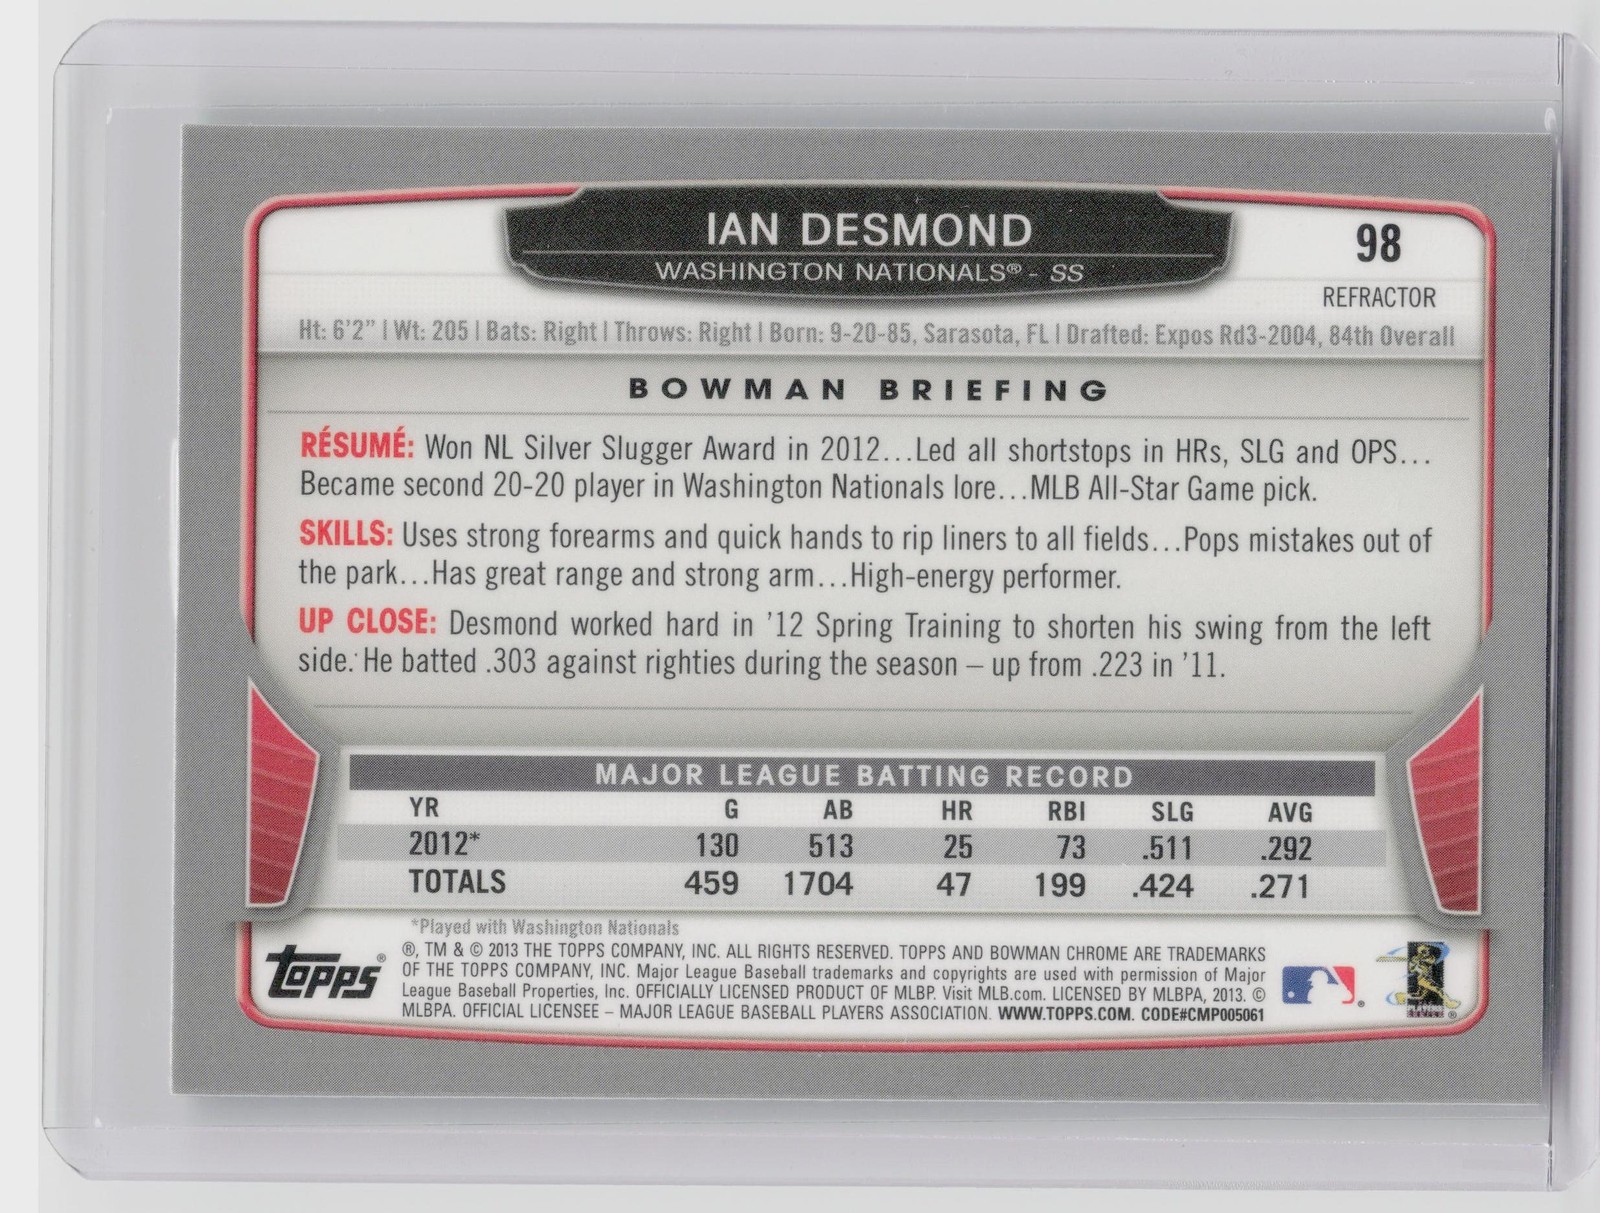 IAN DESMOND
WASHINGTON NATIONALS® - SS
98
REFRACTOR
Ht: 6'2" | Wt: 205 | Bats: Right | Throws: Right | Born: 9-20-85, Sarasota, FL | Drafted: Expos Rd3-2004, 84th Overall
BOWMAN BRIEFING
RÉSUMÉ: Won NL Silver Slugger Award in 2012...Led all shortstops in HRs, SLG and OPS...
Became second 20-20 player in Washington Nationals lore...MLB All-Star Game pick.
SKILLS: Uses strong forearms and quick hands to rip liners to all fields...Pops mistakes out of
the park...Has great range and strong arm...High-energy performer.
UP CLOSE: Desmond worked hard in '12 Spring Training to shorten his swing from the left
side. He batted .303 against righties during the season – up from .223 in '11.
MAJOR LEAGUE BATTING RECORD
YR G AB HR RBI SLG AVG
2012* 130 513 25 73 .511 .292
TOTALS 459 1704 47 199 .424 .271
*Played with Washington Nationals
®, TM & © 2013 THE TOPPS COMPANY, INC. ALL RIGHTS RESERVED. TOPPS AND BOWMAN CHROME ARE TRADEMARKS
OF THE TOPPS COMPANY, INC. Major League Baseball trademarks and copyrights are used with permission of Major
League Baseball Properties, Inc. OFFICIALLY LICENSED PRODUCT OF MLBP. Visit MLB.com. LICENSED BY MLBPA, 2013. ©
MLBPA. OFFICIAL LICENSEE – MAJOR LEAGUE BASEBALL PLAYERS ASSOCIATION. WWW.TOPPS.COM. CODE#CMP005061
Topps®